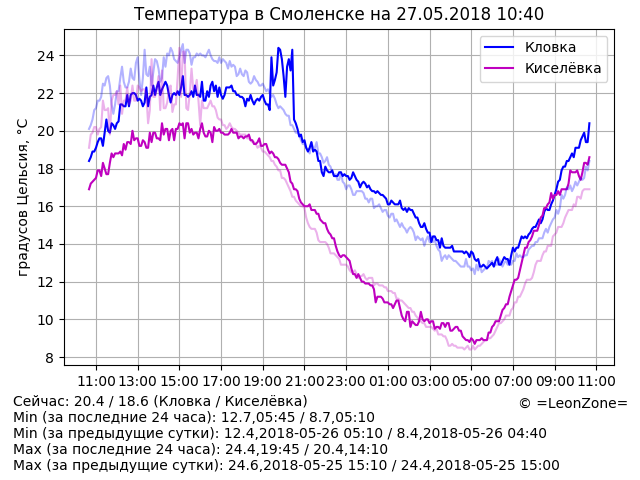 Температура в Смоленске на 27.05.2018 10:40
градусов Цельсия, °C
24
22
20
18
16
14
12
10
8
Кловка
Киселёвка
11:00 13:00 15:00 17:00 19:00 21:00 23:00 01:00 03:00 05:00 07:00 09:00 11:00
Сейчас: 20.4 / 18.6 (Кловка / Киселёвка)
© =LeonZone=
Min (за последние 24 часа): 12.7,05:45 / 8.7,05:10
Min (за предыдущие сутки): 12.4,2018-05-26 05:10 / 8.4,2018-05-26 04:40
Max (за последние 24 часа): 24.4,19:45 / 20.4,14:10
Max (за предыдущие сутки): 24.6,2018-05-25 15:10 / 24.4,2018-05-25 15:00